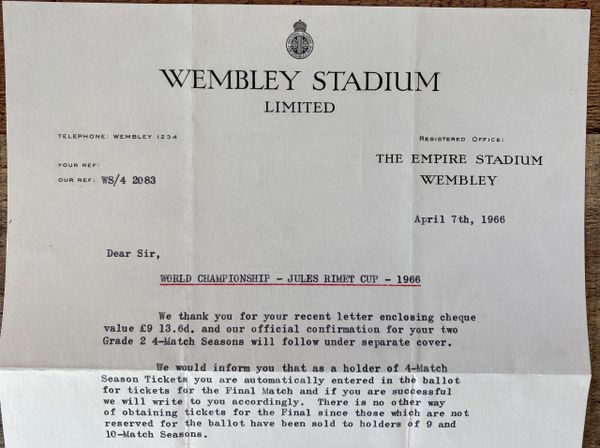 WEMBLEY STADIUM
LIMITED
TELEPHONE: WEMBLEY 1234
REGISTERED OFFICE:
THE EMPIRE STADIUM
WEMBLEY
YOUR REF:
OUR REF: WS/4 2083
April 7th, 1966
Dear Sir,
WORLD CHAMPIONSHIP - JULES RIMET CUP - 1966
We thank you for your recent letter enclosing cheque
value £9 13.6d. and our official confirmation for your two
Grade 2 4-Match Seasons will follow under separate cover.
We would inform you that as a holder of 4-Match
Season Tickets you are automatically entered in the ballot
for tickets for the Final Match and if you are successful
we will write to you accordingly. There is no other way
of obtaining tickets for the Final since those which are not
reserved for the ballot have been sold to holders of 9 and
10-Match Seasons.